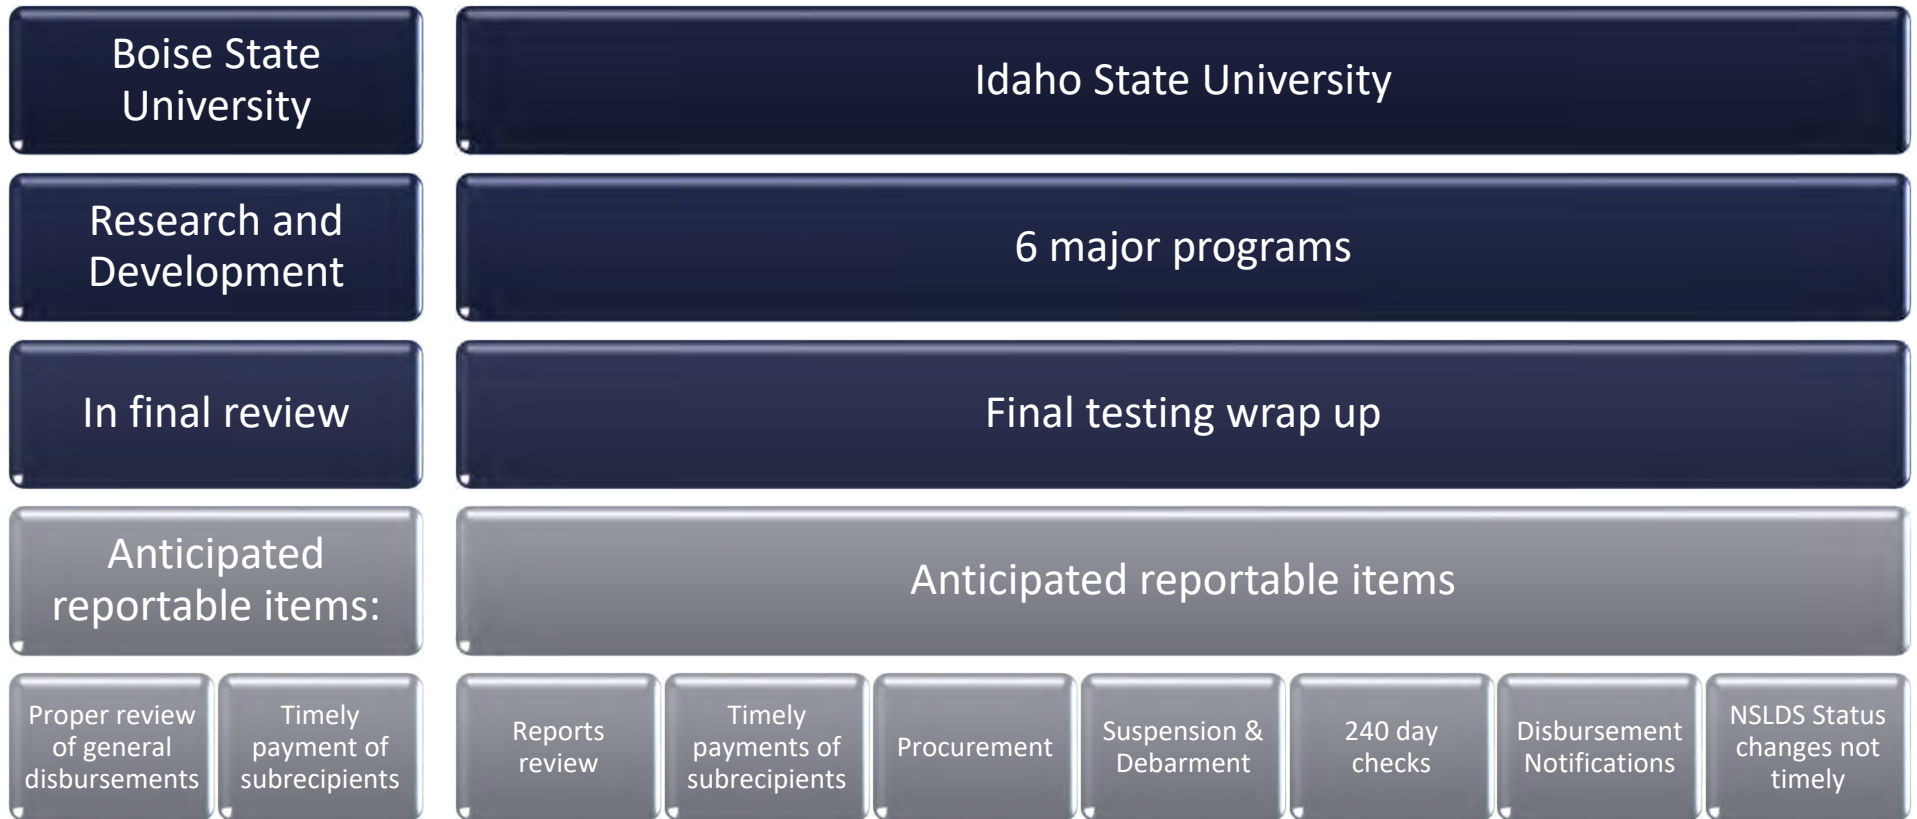 Boise State
University
Idaho State University
Research and
Development
6 major programs
In final review
Final testing wrap up
Anticipated
reportable items:
Anticipated reportable items
Proper review
of general
disbursements
Timely
payment of
subrecipients
Reports
review
Timely
payments of
subrecipients
Procurement
Suspension &
Debarment
240 day
checks
Disbursement
Notifications
NSLDS Status
changes not
timely